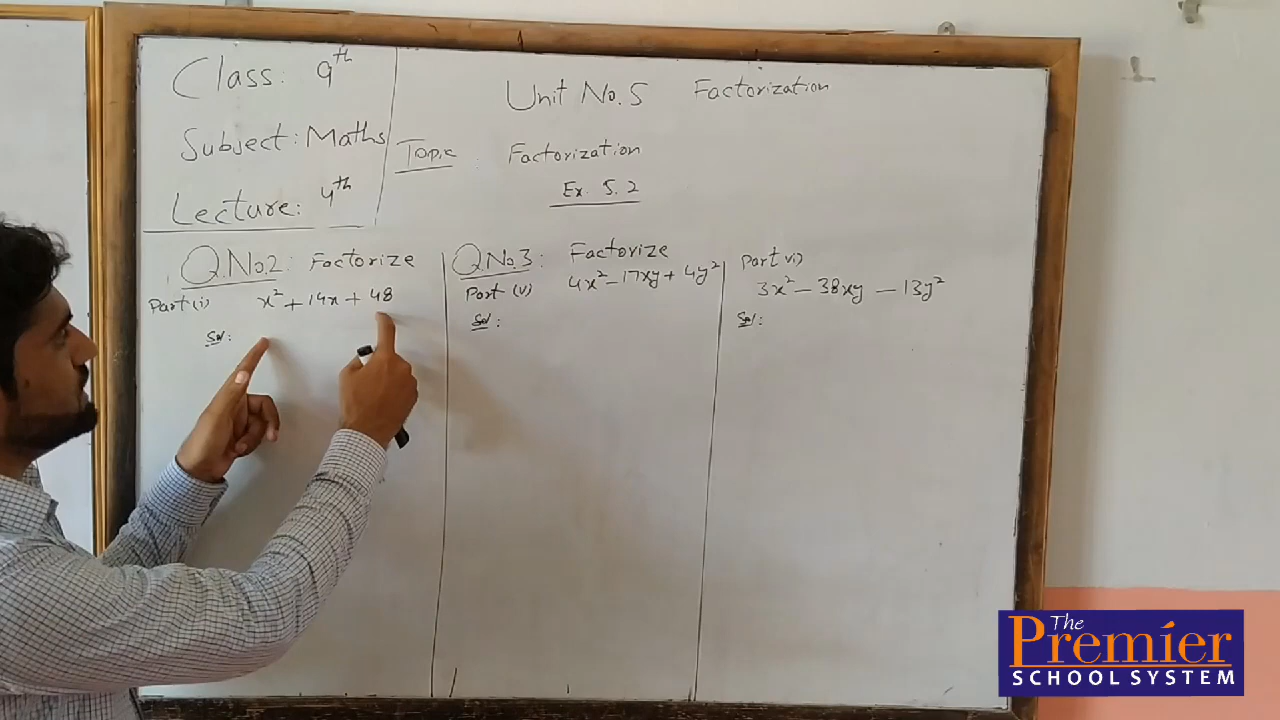 Class: 9th
Subject: Maths
Lecture: 4th
Unit No. 5 Factorization
Topic : Factorization
Ex. 5.2
Q.No.2: Factorize
Part(i) x² + 14x + 48
Sol:
Q.No.3: Factorize
Part (v) 4x² - 17xy + 4y²
Sol:
Part vi)
3x² - 38xy - 13y²
Sol:
The
Premier
SCHOOL SYSTEM